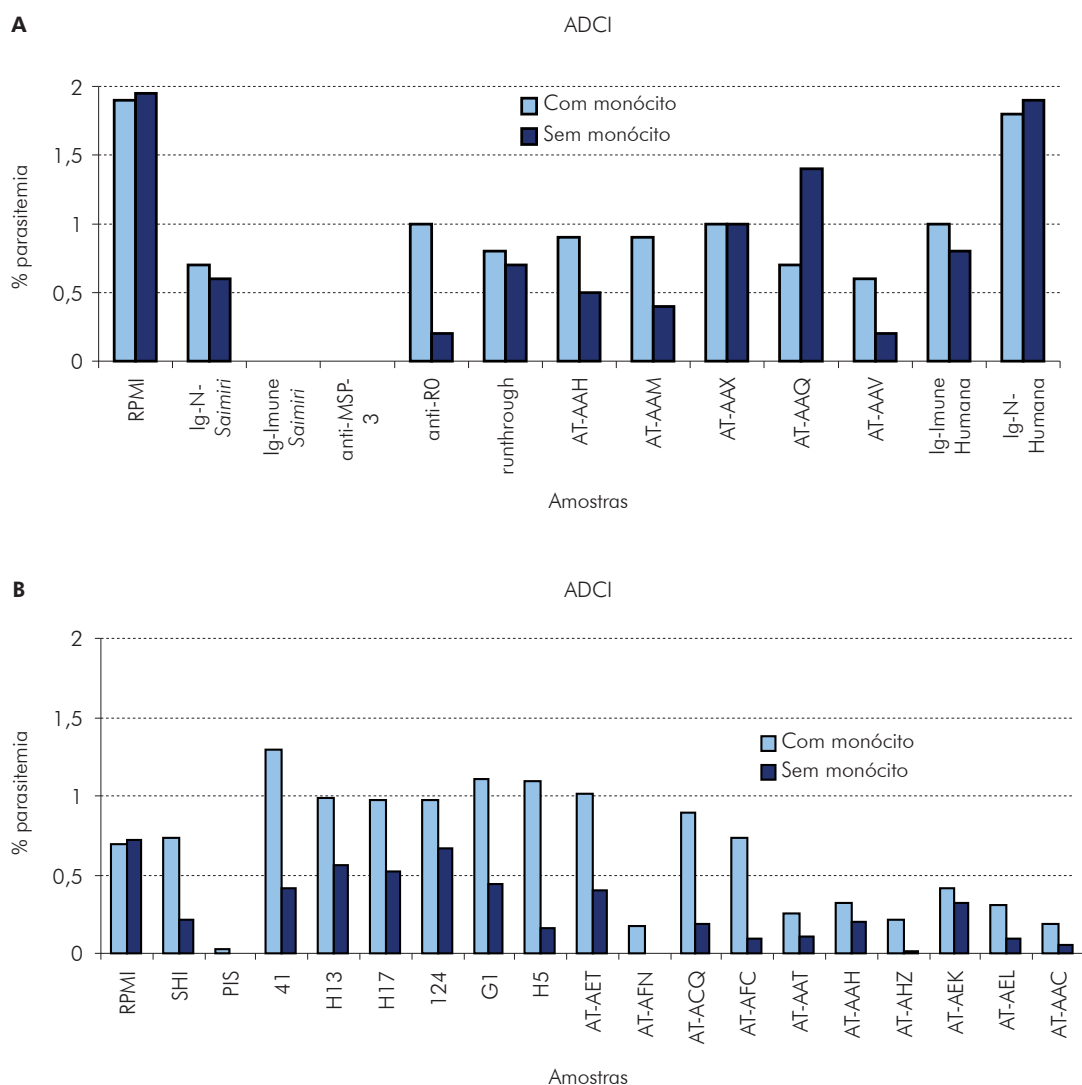 A
ADCI
Com monócito
Sem monócito
% parasitemia
2
1,5
1
0,5
0
RPMI
Ig-N-
Saimiri
Ig-Imune
Saimiri
anti-MSP-
3
anti-R0
runthrough
AT-AAH
AT-AAM
AT-AAX
AT-AAQ
AT-AAV
Ig-Imune
Humana
Ig-N-
Humana
Amostras
B
ADCI
Com monócito
Sem monócito
% parasitemia
2
1,5
1
0,5
0
RPMI
SHI
PIS
41
H13
H17
124
G1
H5
AT-AET
AT-AFN
AT-ACQ
AT-AFC
AT-AAT
AT-AAH
AT-AHZ
AT-AEK
AT-AEL
AT-AAC
Amostras